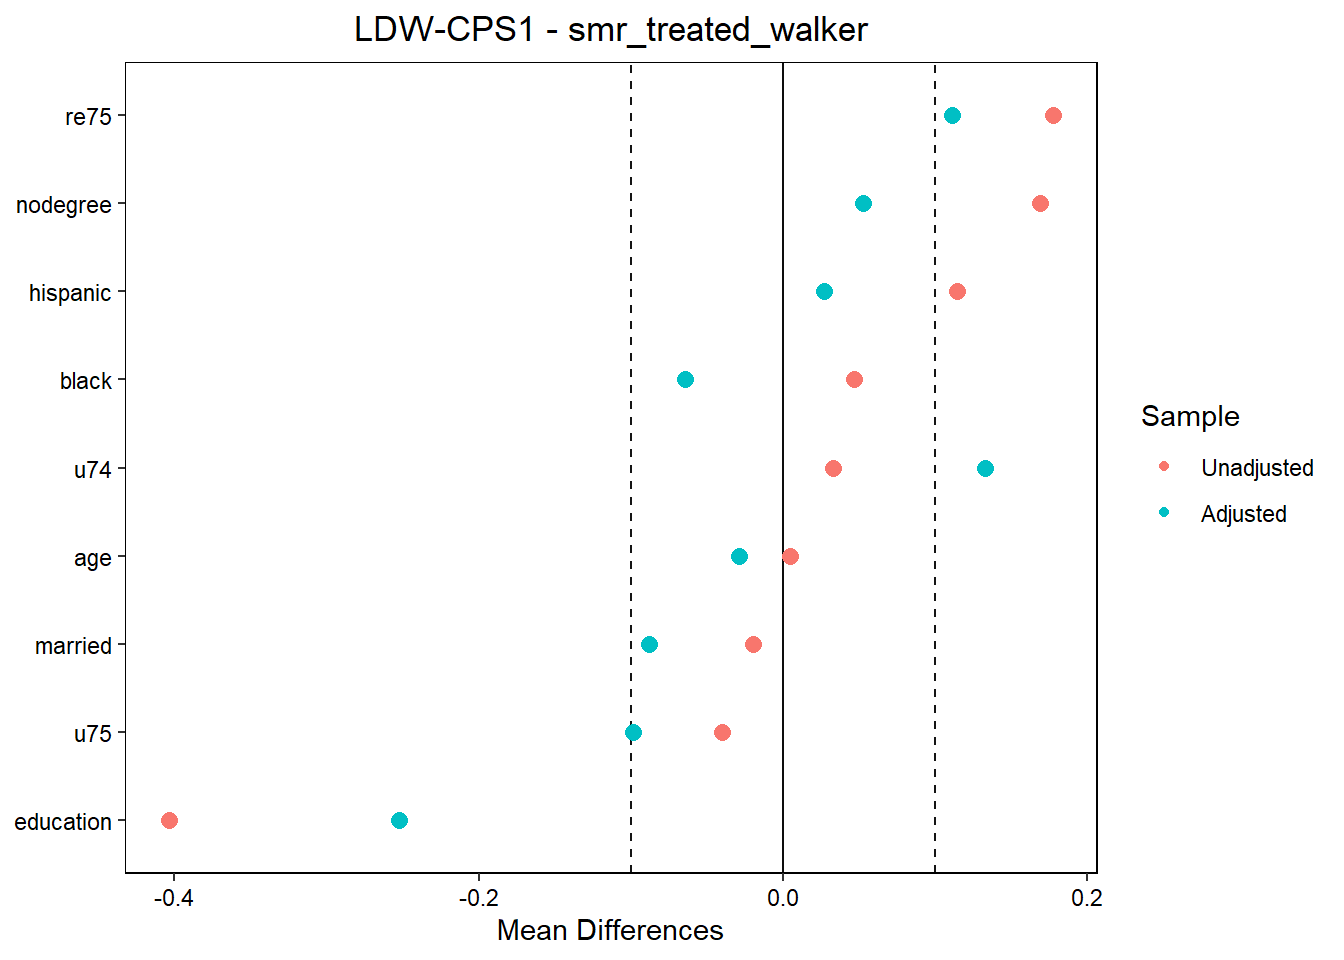 LDW-CPS1 - smr_treated_walker
re75
nodegree
hispanic
black
u74
age
married
u75
education
-0.4
-0.2
0.0
0.2
Mean Differences
Sample
Unadjusted
Adjusted